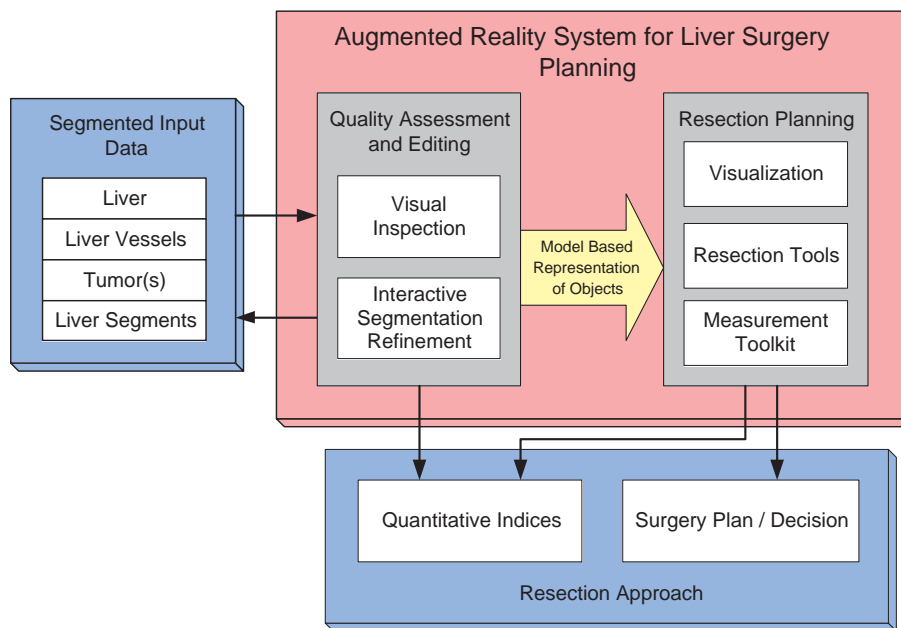 Augmented Reality System for Liver Surgery
Planning
Segmented Input
Data
Liver
Liver Vessels
Tumor(s)
Liver Segments
Quality Assessment
and Editing
Visual
Inspection
Interactive
Segmentation
Refinement
Model Based
Representation
of Objects
Resection Planning
Visualization
Resection Tools
Measurement
Toolkit
Quantitative Indices
Surgery Plan / Decision
Resection Approach